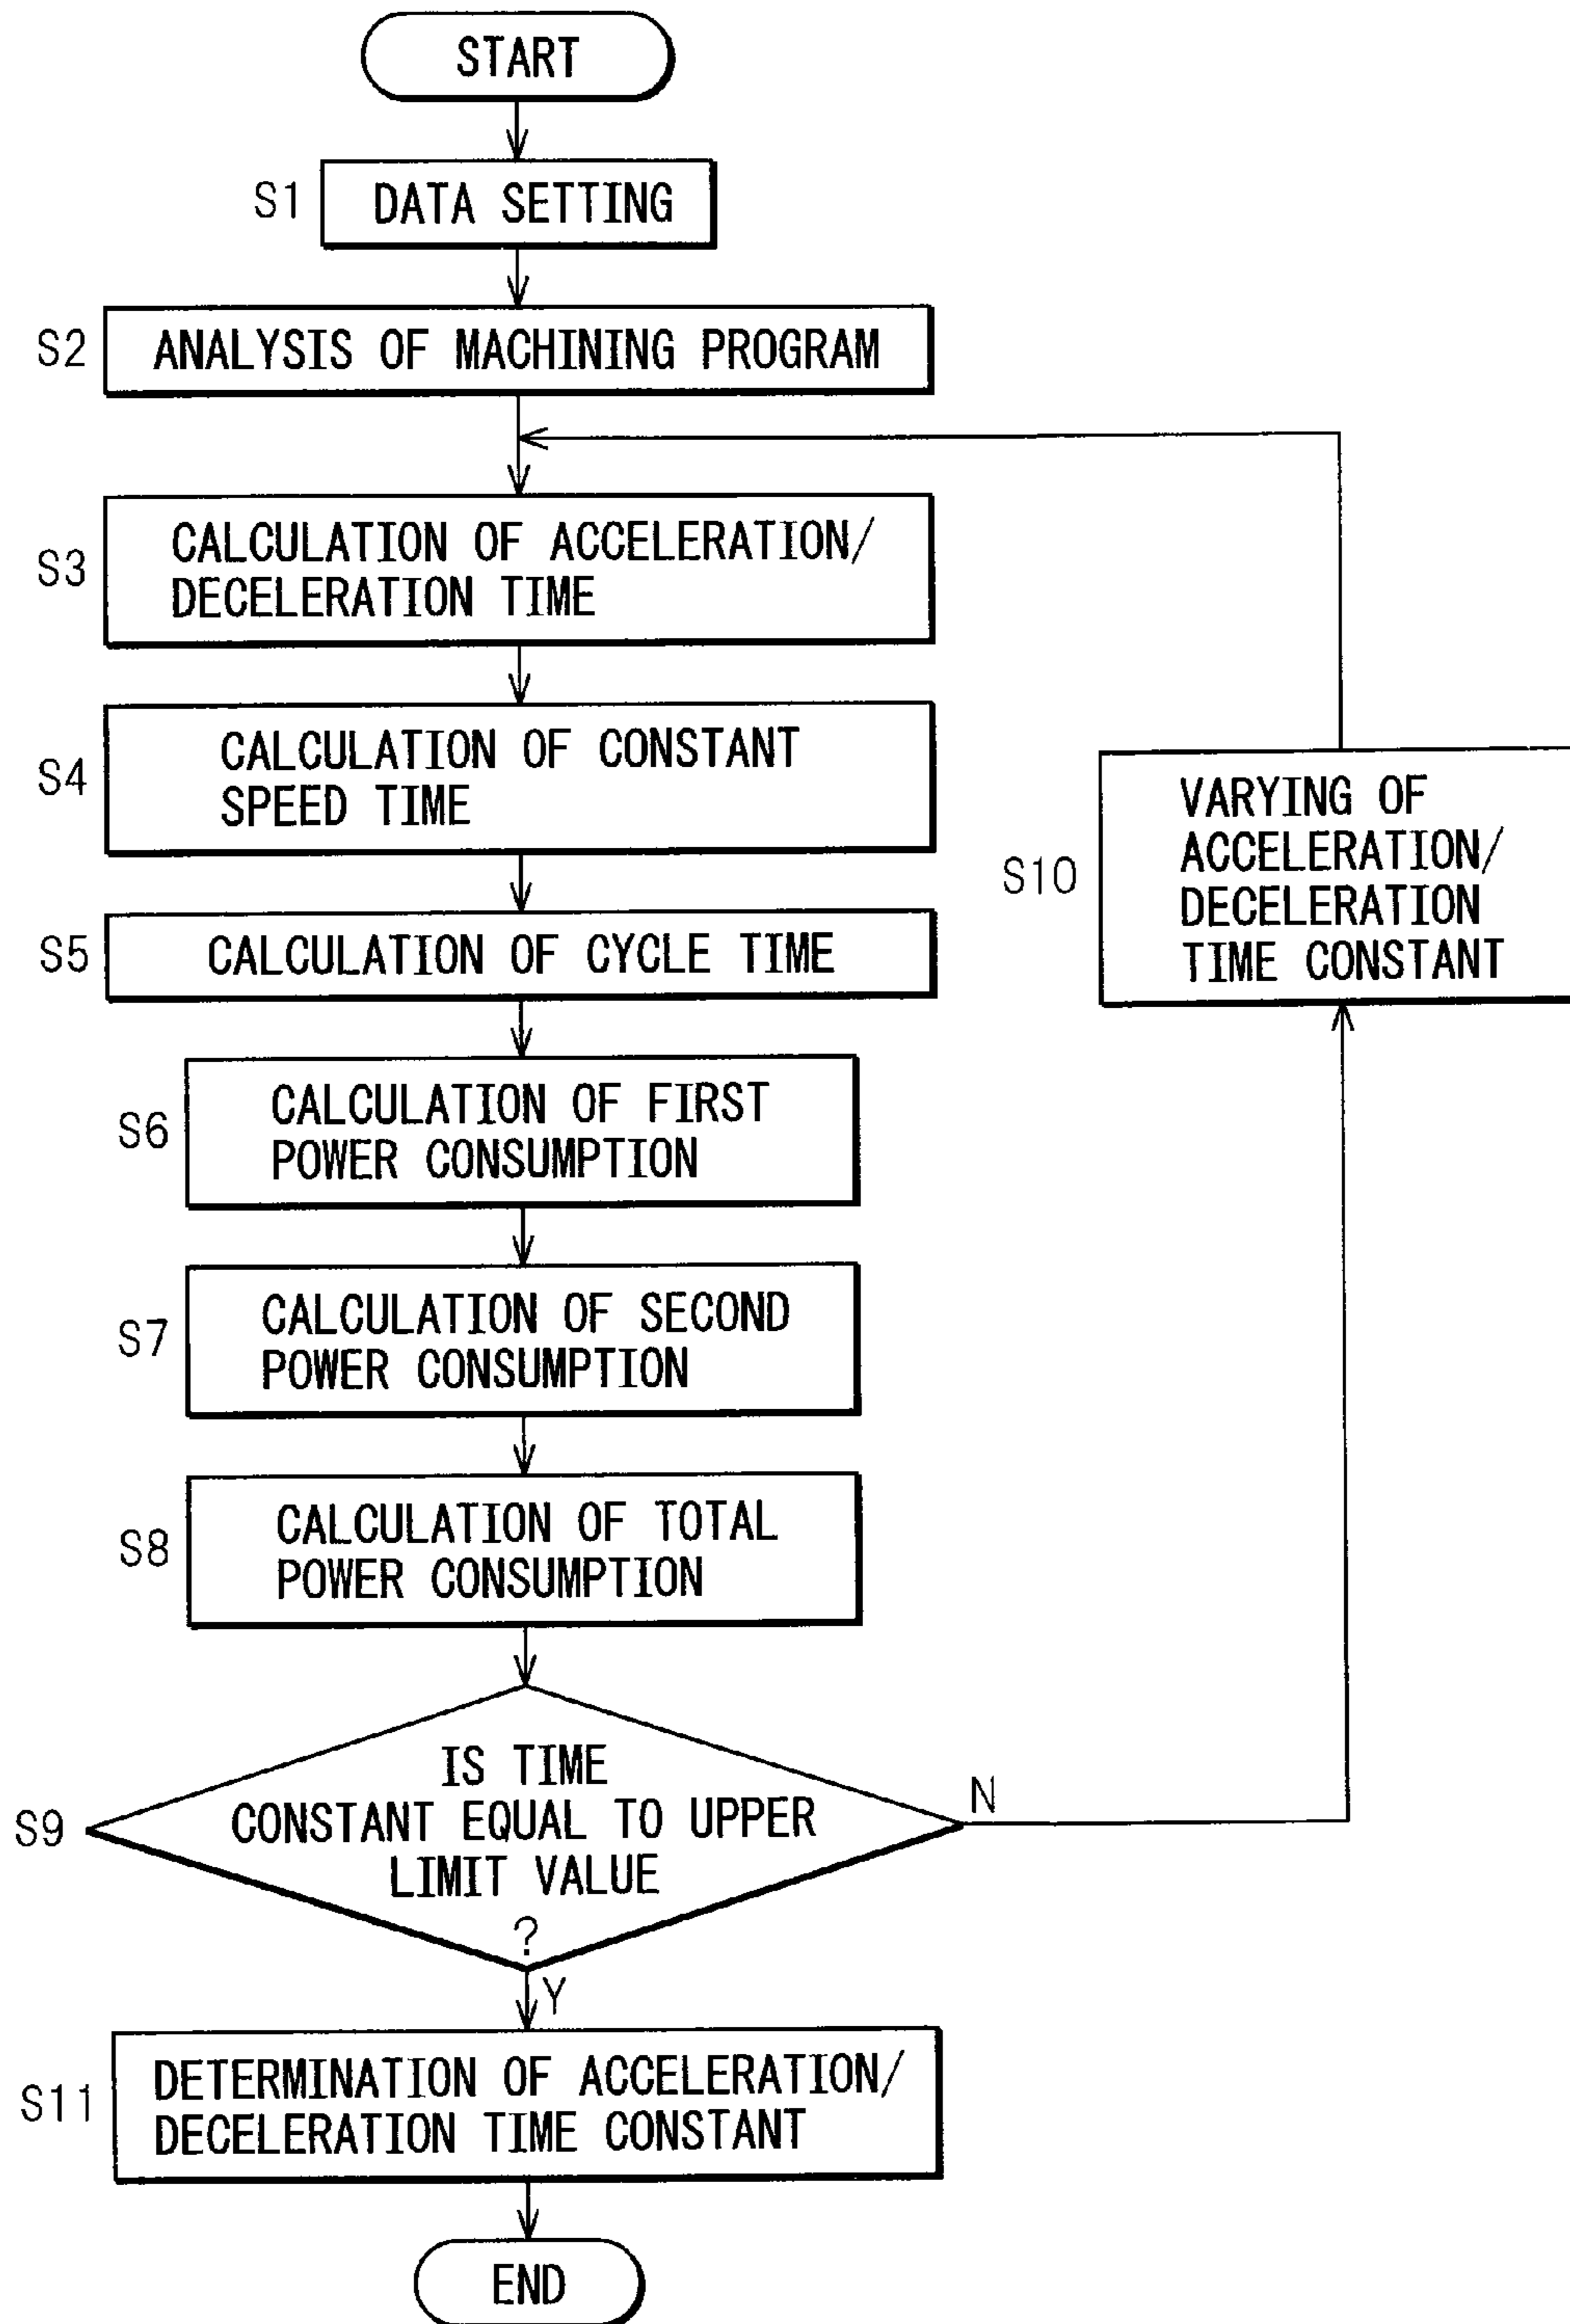 START
S1
DATA SETTING
S2
ANALYSIS OF MACHINING PROGRAM
S3
CALCULATION OF ACCELERATION/
DECELERATION TIME
S4
CALCULATION OF CONSTANT
SPEED TIME
S5
CALCULATION OF CYCLE TIME
S6
CALCULATION OF FIRST
POWER CONSUMPTION
S7
CALCULATION OF SECOND
POWER CONSUMPTION
S8
CALCULATION OF TOTAL
POWER CONSUMPTION
S9
IS TIME
CONSTANT EQUAL TO UPPER
LIMIT VALUE
?
N
Y
S10
VARYING OF
ACCELERATION/
DECELERATION
TIME CONSTANT
S11
DETERMINATION OF ACCELERATION/
DECELERATION TIME CONSTANT
END